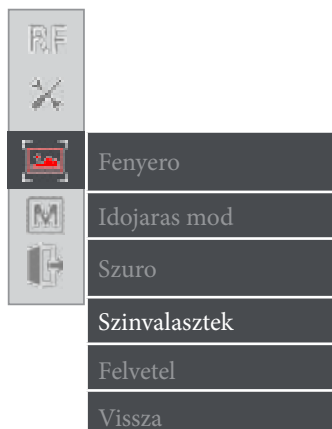 RF
M
Fenyero
Idojaras mod
Szuro
Szinvalasztek
Felvetel
Vissza